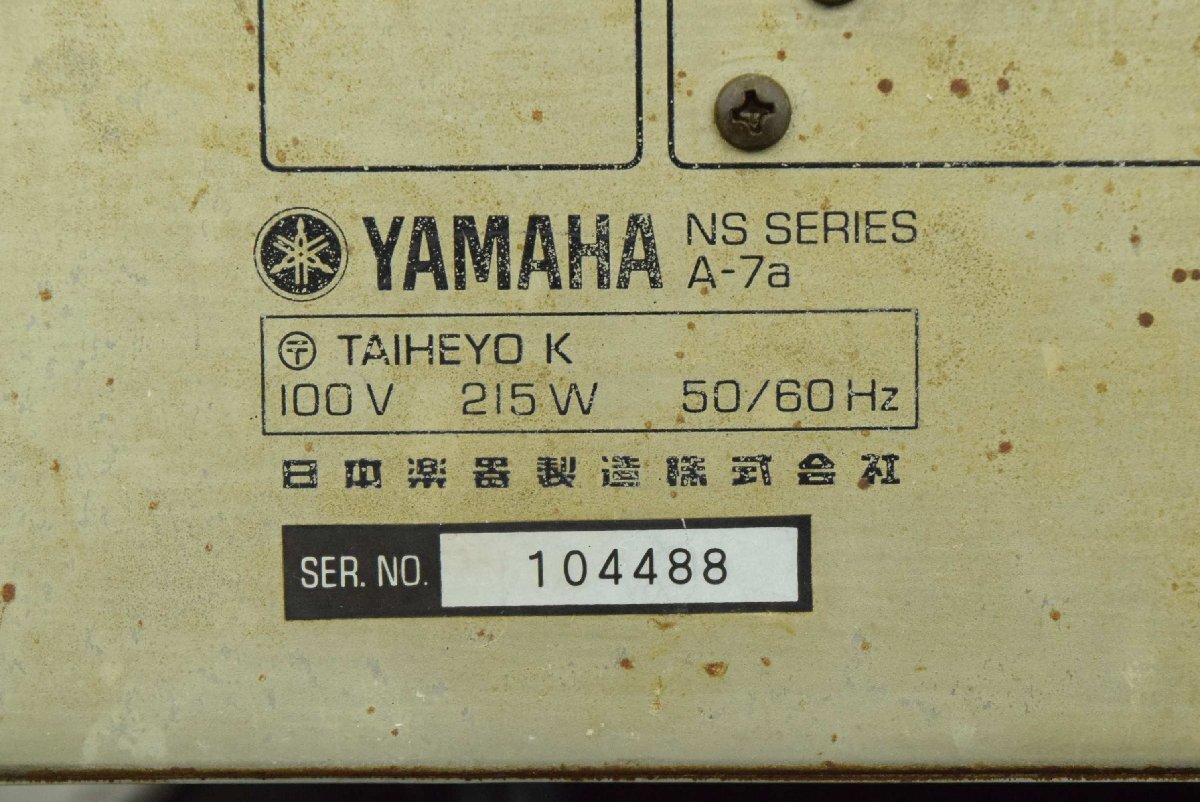 YAMAHA NS SERIES
A-7a
〶 TAIHEYO K
100V 215W 50/60Hz
日本楽器製造株式会社
SER. NO. 104488